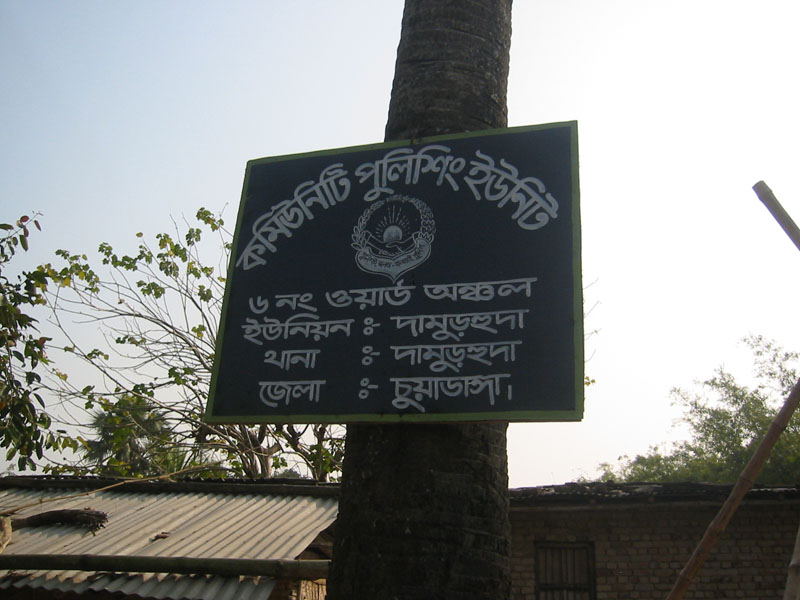 কমিউনিটি পুলিশিং ইউনিট
৬ নং ওয়ার্ড অঞ্চল
ইউনিয়ন ঃ- দামুড়হুদা
থানা ঃ- দামুড়হুদা
জেলা ঃ- চুয়াডাঙ্গা।